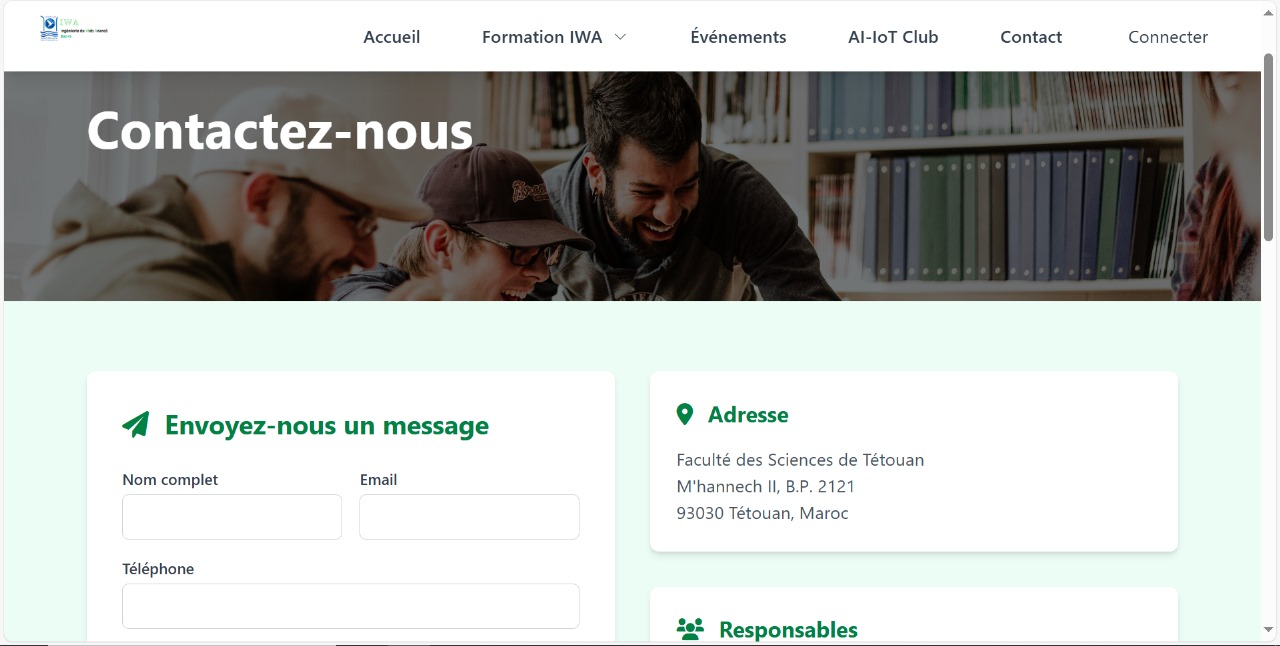 IWA
Accueil
Formation IWA
Événements
AI-IoT Club
Contact
Connecter
Contactez-nous
Envoyez-nous un message
Nom complet
Email
Téléphone
Adresse
Faculté des Sciences de Tétouan
M'hannech II, B.P. 2121
93030 Tétouan, Maroc
Responsables